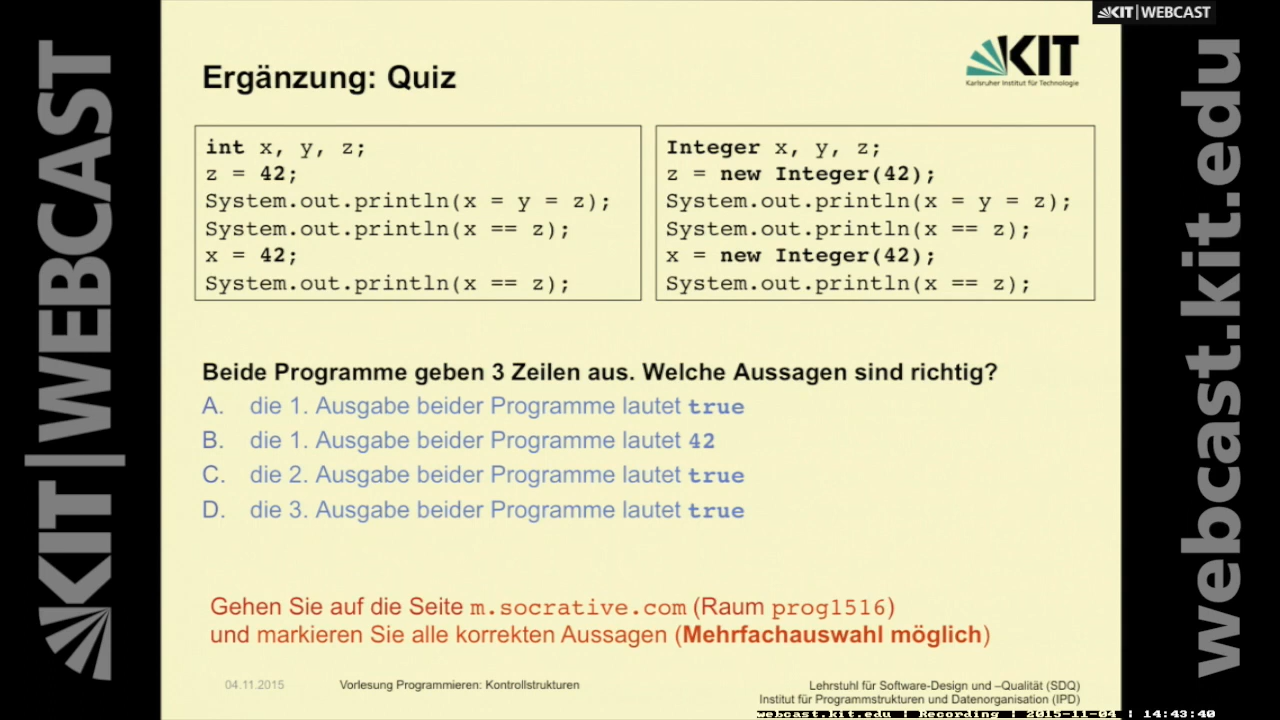 KIT|WEBCAST
KIT|WEBCAST
webcast.kit.edu
KIT
Karlsruher Institut für Technologie
Ergänzung: Quiz
int x, y, z;
z = 42;
System.out.println(x = y = z);
System.out.println(x == z);
x = 42;
System.out.println(x == z);
Integer x, y, z;
z = new Integer(42);
System.out.println(x = y = z);
System.out.println(x == z);
x = new Integer(42);
System.out.println(x == z);
Beide Programme geben 3 Zeilen aus. Welche Aussagen sind richtig?
A. die 1. Ausgabe beider Programme lautet true
B. die 1. Ausgabe beider Programme lautet 42
C. die 2. Ausgabe beider Programme lautet true
D. die 3. Ausgabe beider Programme lautet true
Gehen Sie auf die Seite m.socrative.com (Raum prog1516)
und markieren Sie alle korrekten Aussagen (Mehrfachauswahl möglich)
04.11.2015
Vorlesung Programmieren: Kontrollstrukturen
Lehrstuhl für Software-Design und –Qualität (SDQ)
Institut für Programmstrukturen und Datenorganisation (IPD)
webcast.kit.edu | Recording | 2015-11-04 | 14:43:40